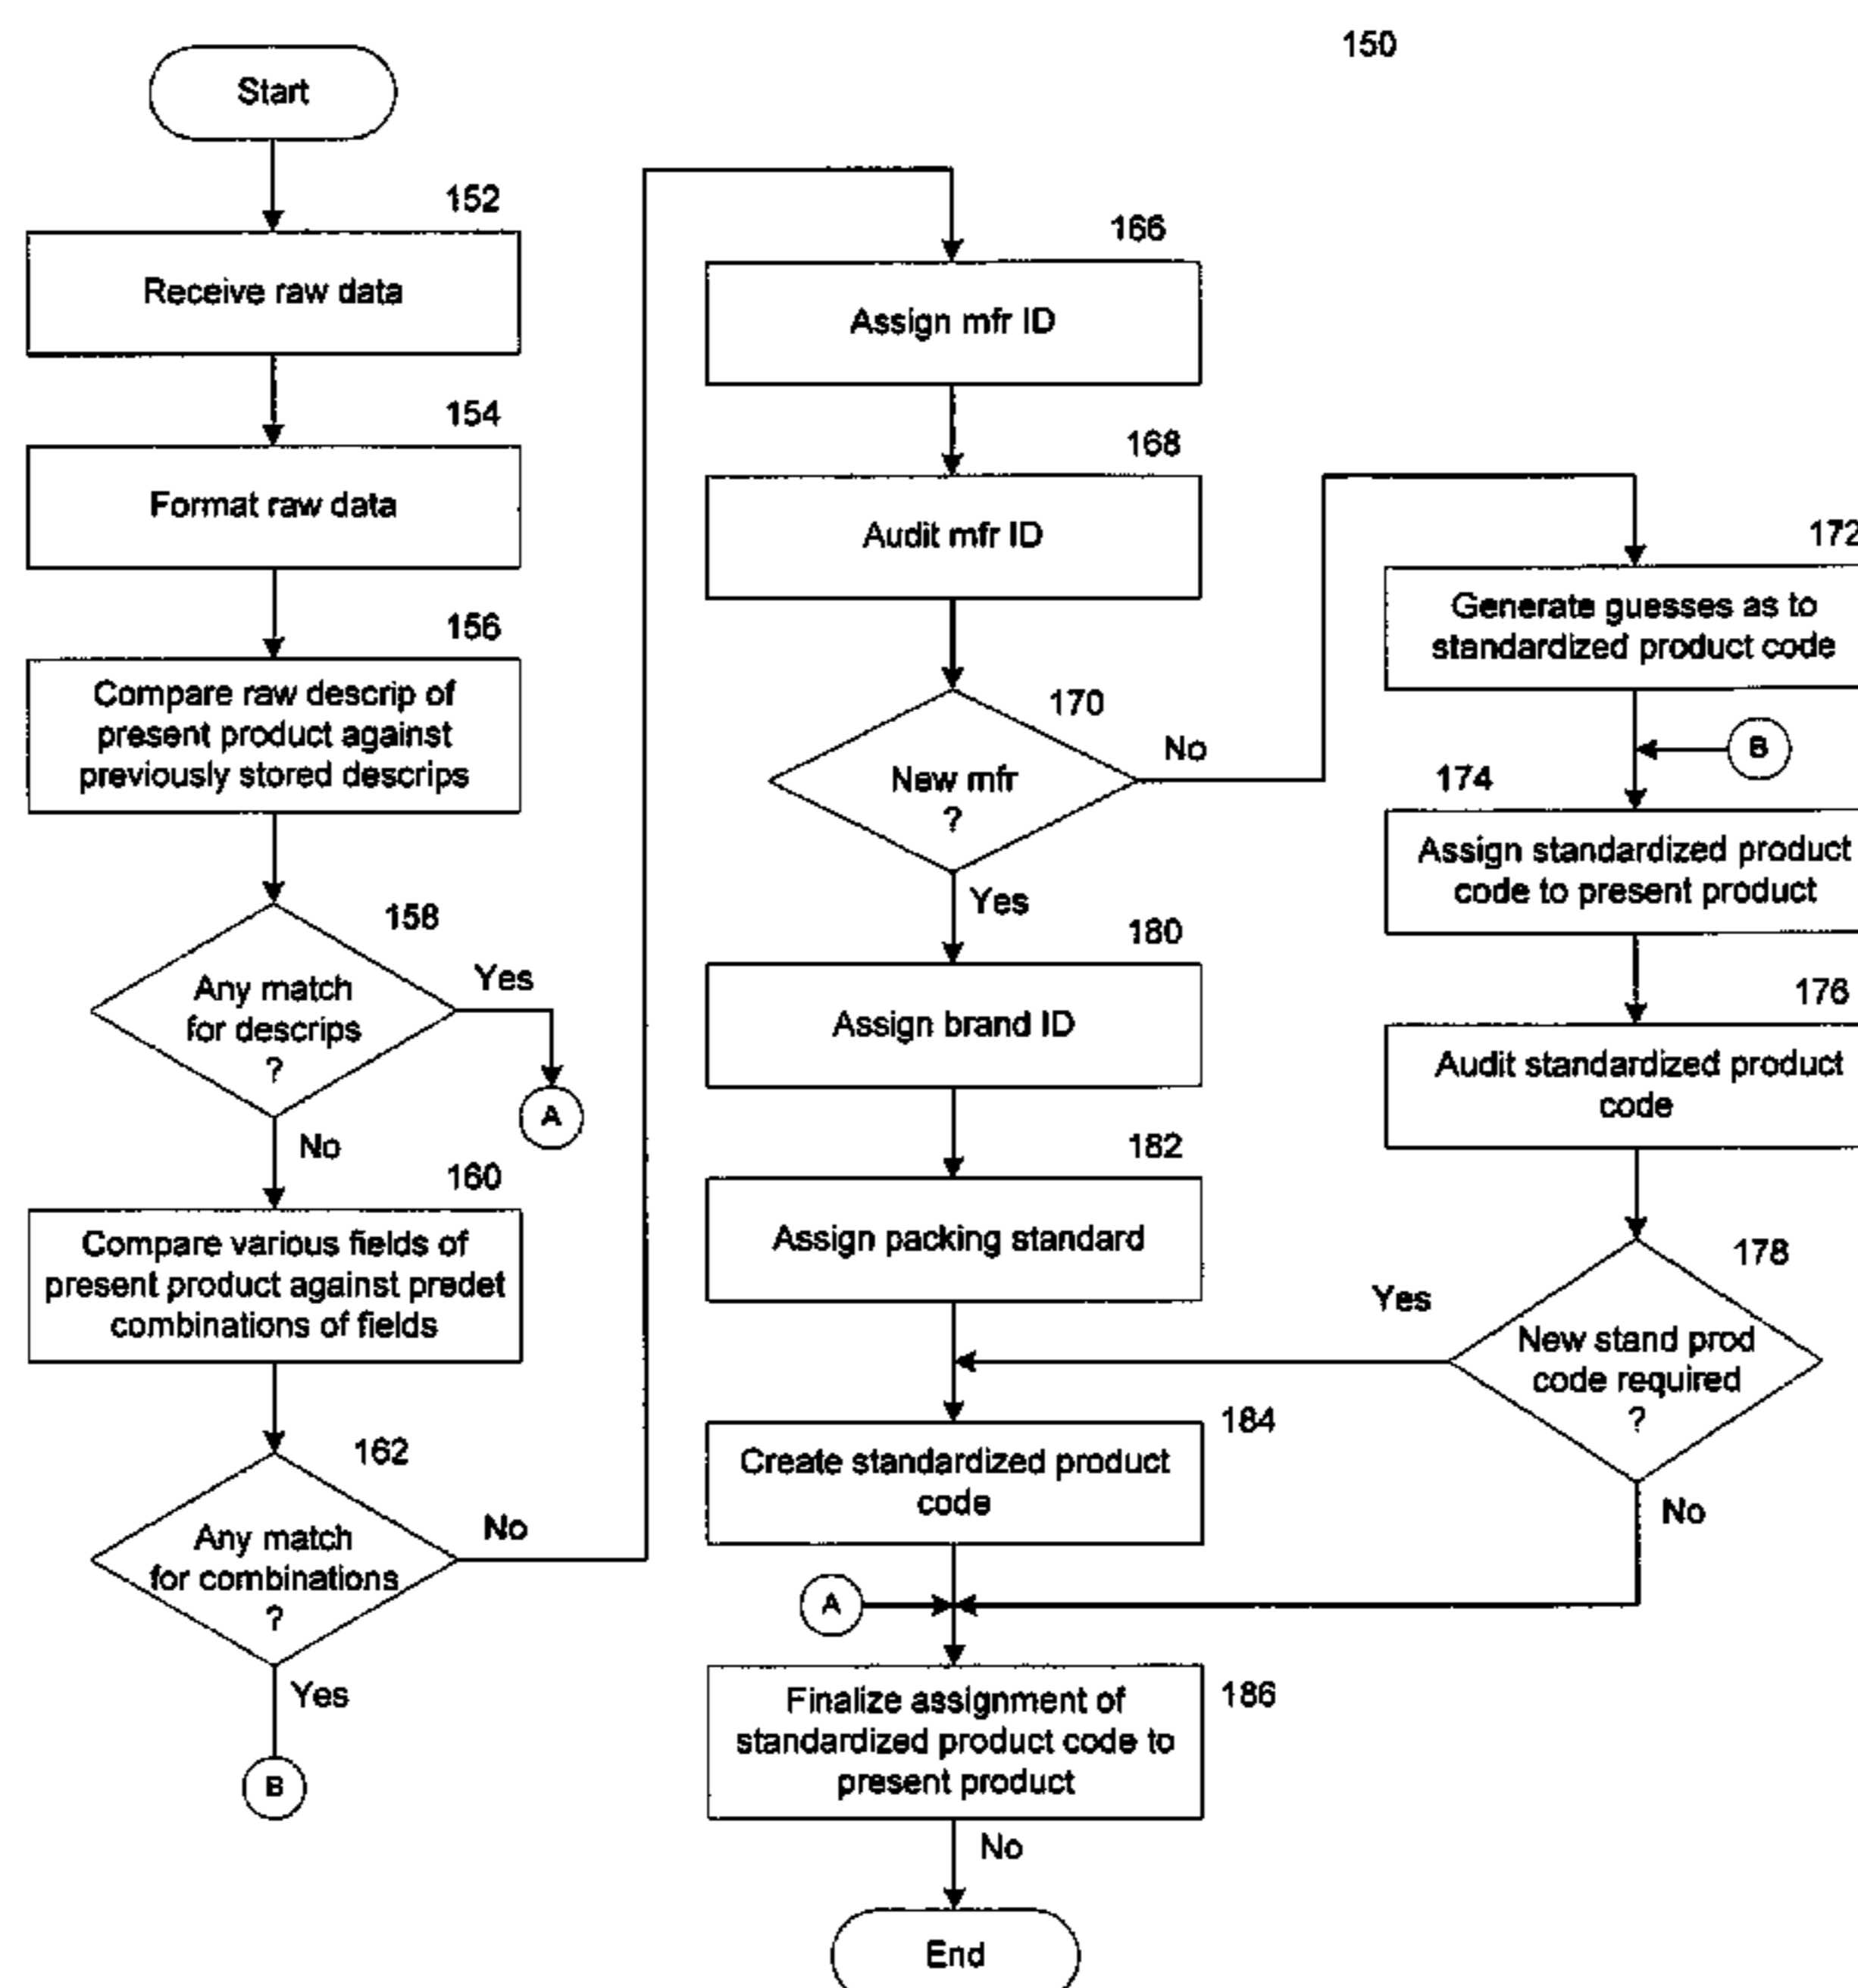 150
Start
152
Receive raw data
154
Format raw data
156
Compare raw descrip of
present product against
previously stored descrips
158
Any match
for descrips
?
Yes
A
No
160
Compare various fields of
present product against predet
combinations of fields
162
Any match
for combinations
?
No
Yes
B
166
Assign mfr ID
168
Audit mfr ID
170
New mfr
?
No
Yes
172
Generate guesses as to
standardized product code
B
174
Assign standardized product
code to present product
176
Audit standardized product
code
178
New stand prod
code required
?
Yes
No
180
Assign brand ID
182
Assign packing standard
184
Create standardized product
code
A
186
Finalize assignment of
standardized product code to
present product
No
End